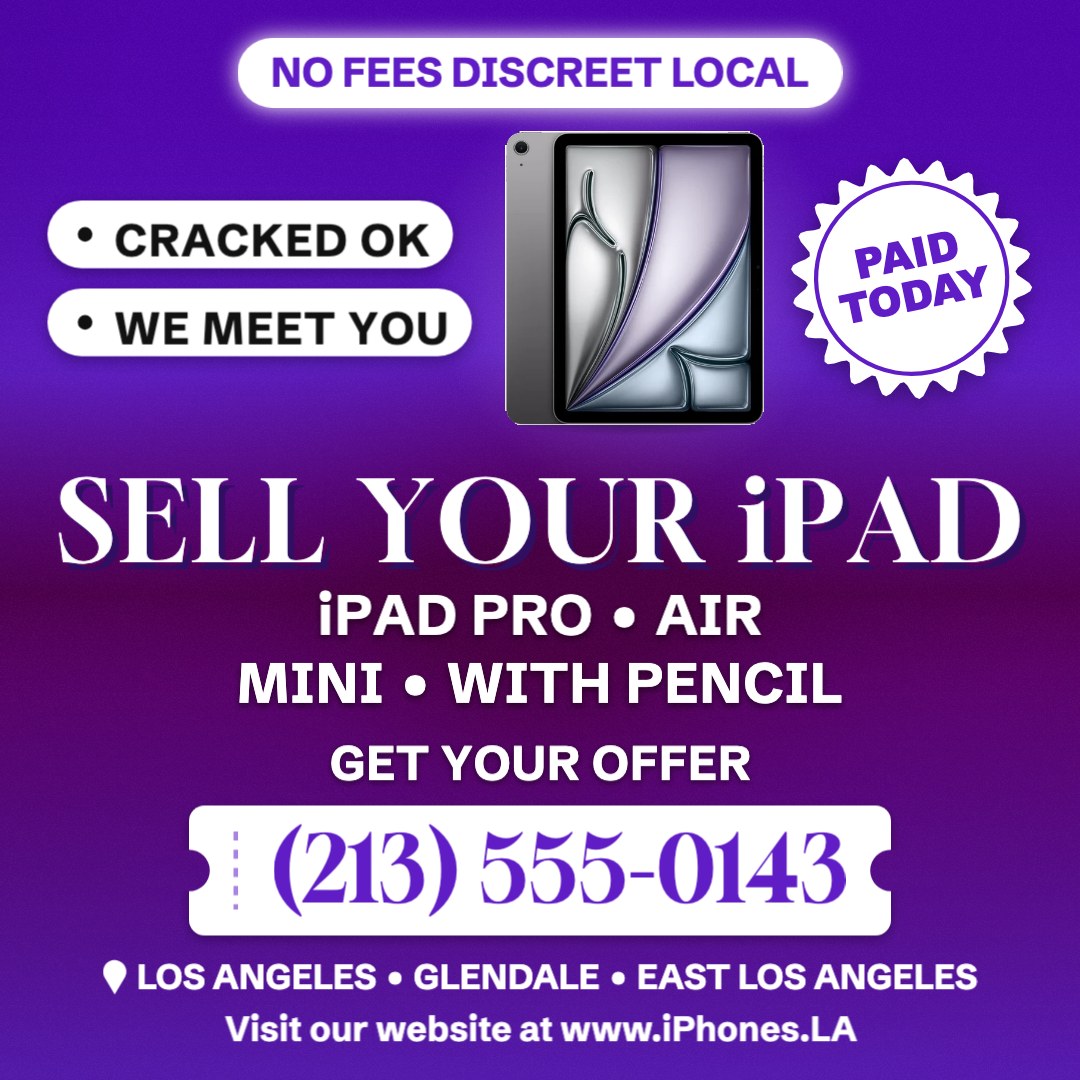 NO FEES DISCREET LOCAL
• CRACKED OK
• WE MEET YOU
PAID
TODAY
SELL YOUR iPAD
iPAD PRO • AIR
MINI • WITH PENCIL
GET YOUR OFFER
(213) 555-0143
LOS ANGELES • GLENDALE • EAST LOS ANGELES
Visit our website at www.iPhones.LA